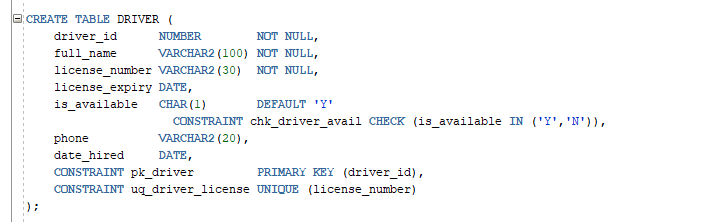 CREATE TABLE DRIVER (
    driver_id      NUMBER        NOT NULL,
    full_name      VARCHAR2(100) NOT NULL,
    license_number VARCHAR2(30)  NOT NULL,
    license_expiry DATE,
    is_available   CHAR(1)       DEFAULT 'Y'
                     CONSTRAINT chk_driver_avail CHECK (is_available IN ('Y','N')),
    phone          VARCHAR2(20),
    date_hired     DATE,
    CONSTRAINT pk_driver         PRIMARY KEY (driver_id),
    CONSTRAINT uq_driver_license UNIQUE (license_number)
);